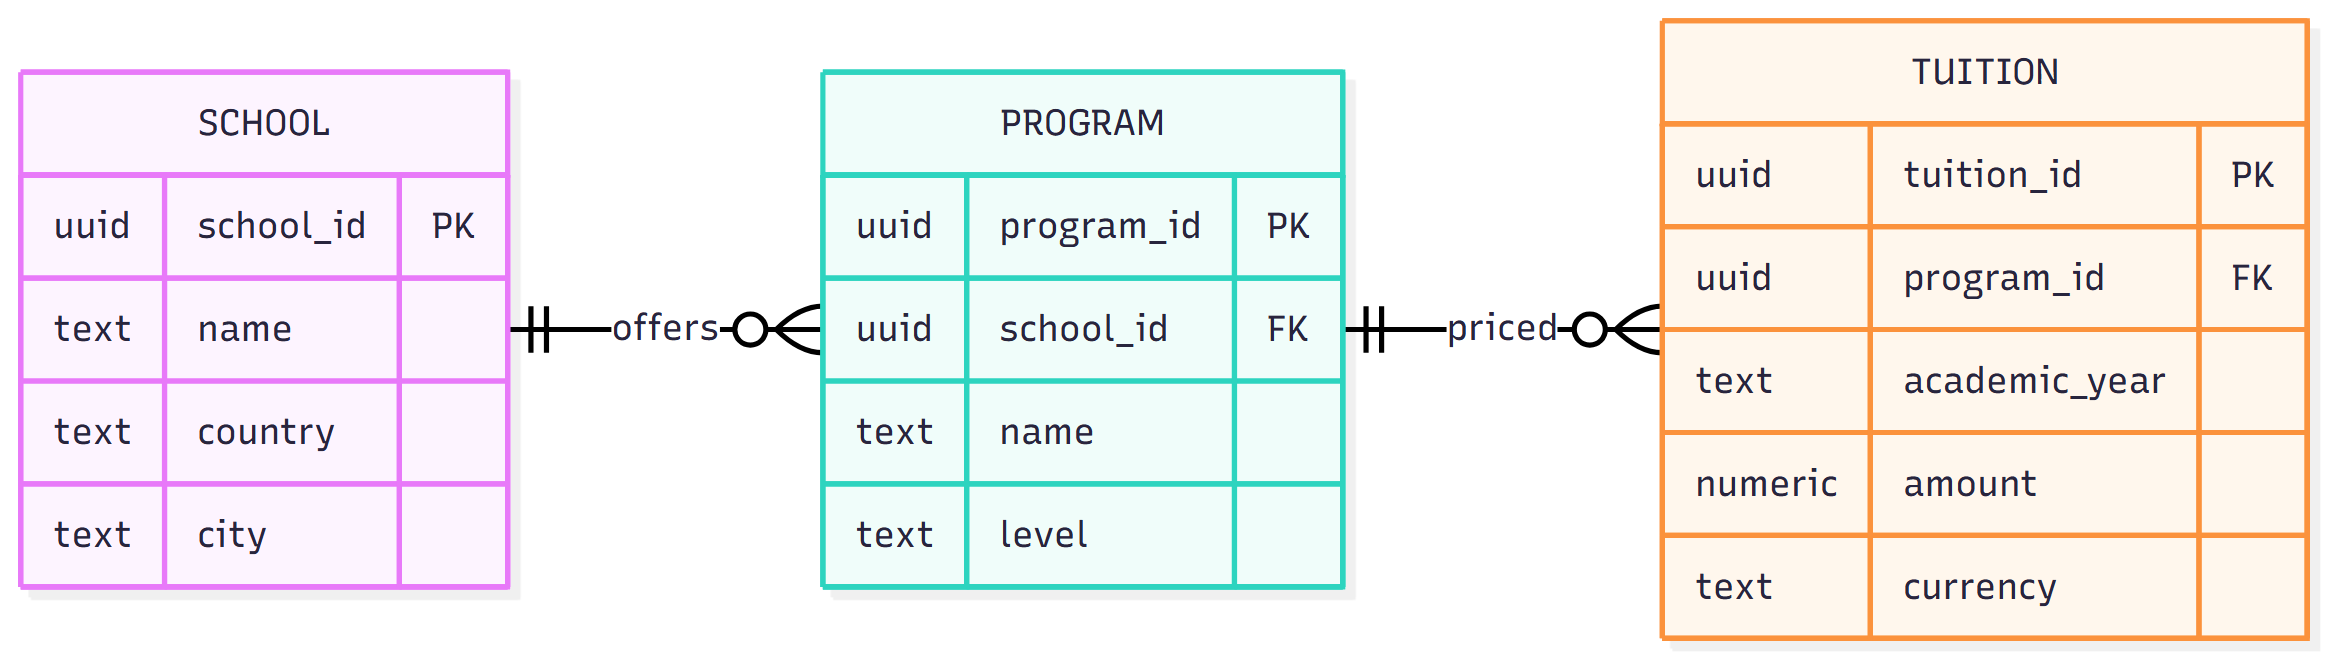 SCHOOL
uuid school_id PK
text name
text country
text city
offers
PROGRAM
uuid program_id PK
uuid school_id FK
text name
text level
priced
TUITION
uuid tuition_id PK
uuid program_id FK
text academic_year
numeric amount
text currency